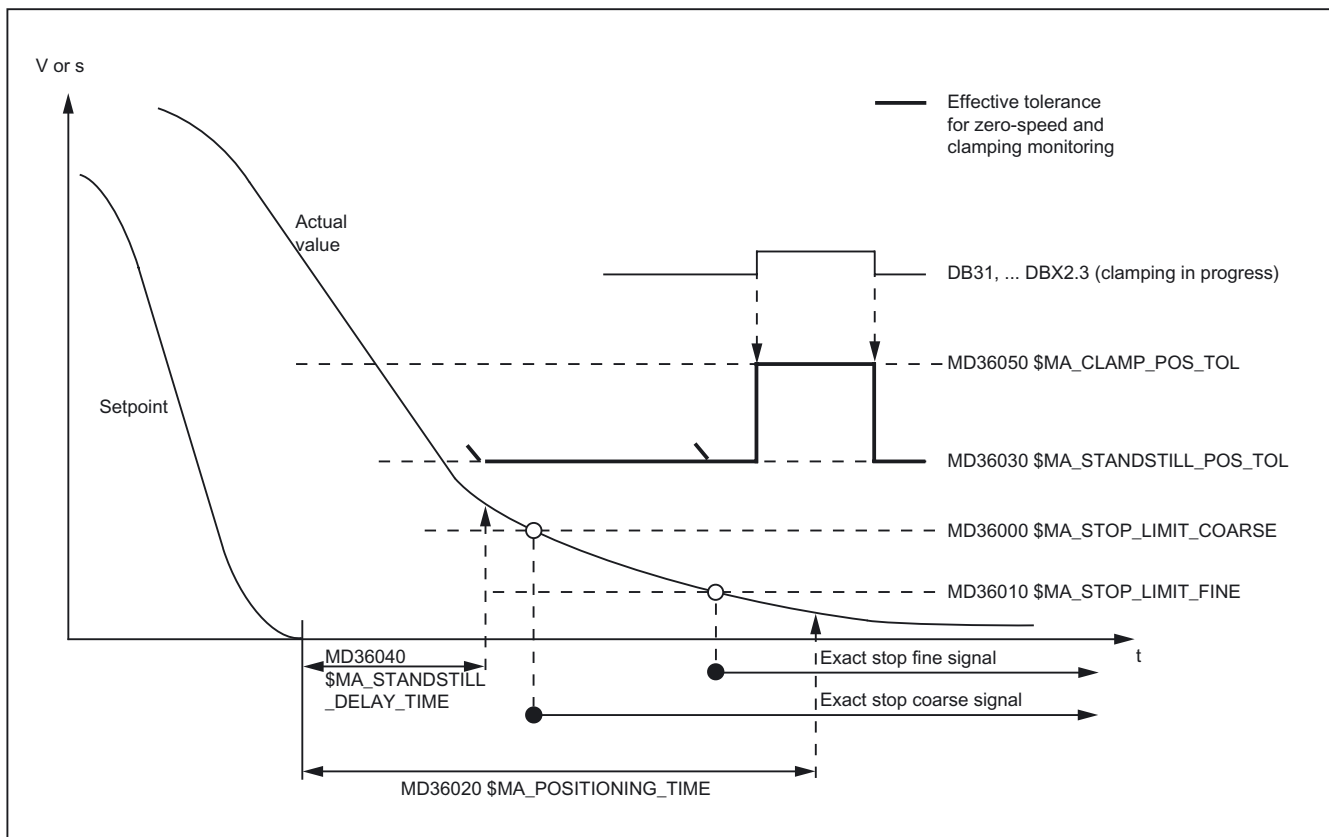 V or s
Effective tolerance
for zero-speed and
clamping monitoring
Actual
value
DB31, ... DBX2.3 (clamping in progress)
MD36050 $MA_CLAMP_POS_TOL
Setpoint
MD36030 $MA_STANDSTILL_POS_TOL
MD36000 $MA_STOP_LIMIT_COARSE
MD36010 $MA_STOP_LIMIT_FINE
t
MD36040
$MA_STANDSTILL
_DELAY_TIME
Exact stop fine signal
Exact stop coarse signal
MD36020 $MA_POSITIONING_TIME